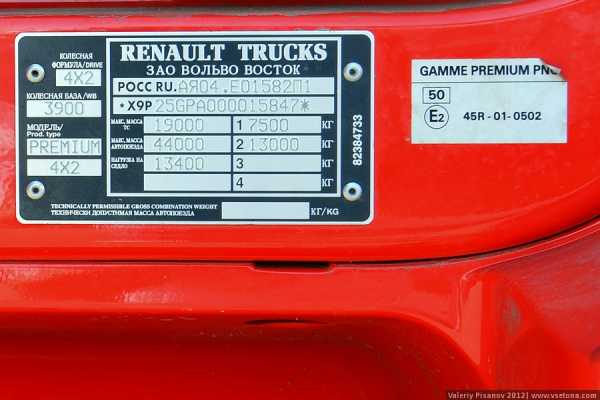 КОЛЕСНАЯ
ФОРМУЛА/DRIVE
4X2
КОЛЕСНАЯ БАЗА/WB
3900
МОДЕЛЬ/
Prod. type
PREMIUM
4X2
RENAULT TRUCKS
ЗАО ВОЛЬВО ВОСТОК
РОСС RU. АЯ04.Е01582П1
*X9P 25GPA000015847*
МАКС. МАССА ТС 19000 1 7500 КГ
МАКС. МАССА АВТОПОЕЗДА 44000 2 13000 КГ
НАГРУЗКА НА СЕДЛО 13400 3 КГ
4 КГ
82384733
TECHNICALLY PERMISSIBLE GROSS COMBINATION WEIGHT
ТЕХНИЧЕСКИ ДОПУСТИМАЯ МАССА АВТОПОЕЗДА КГ/KG
GAMME PREMIUM PNC
50
E2 45R - 01- 0502
Valeriy Pisanov 2012| www.vsetona.com